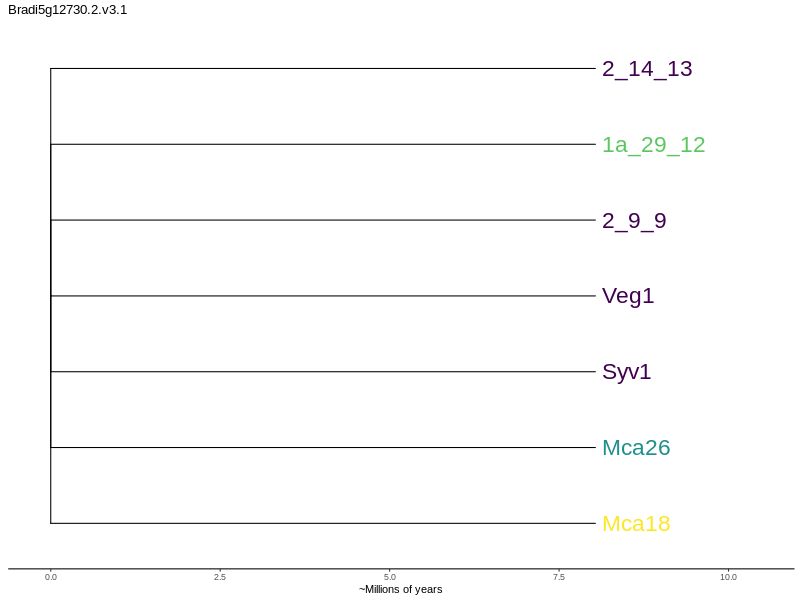 Bradi5g12730.2.v3.1
2_14_13
1a_29_12
2_9_9
Veg1
Syv1
Mca26
Mca18
0.0 2.5 5.0 7.5 10.0
~Millions of years